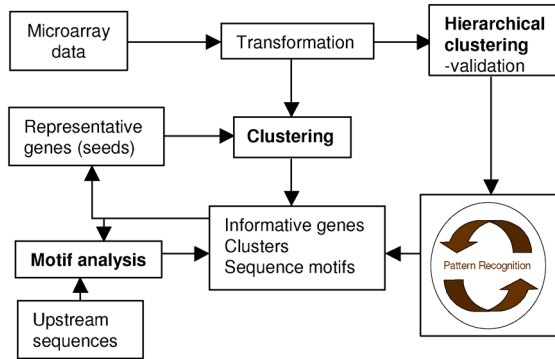 Microarray
data
Transformation
Hierarchical
clustering
-validation
Representative
genes (seeds)
Clustering
Informative genes
Clusters
Sequence motifs
Pattern Recognition
Motif analysis
Upstream
sequences